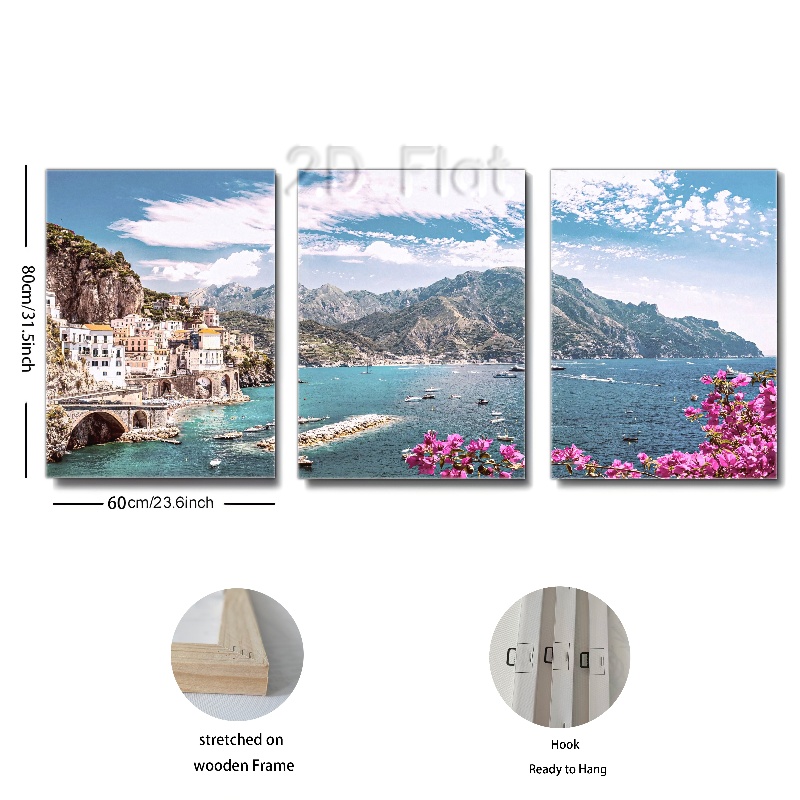 2D Flat
80cm/31.5inch
60cm/23.6inch
stretched on
wooden Frame
Hook
Ready to Hang